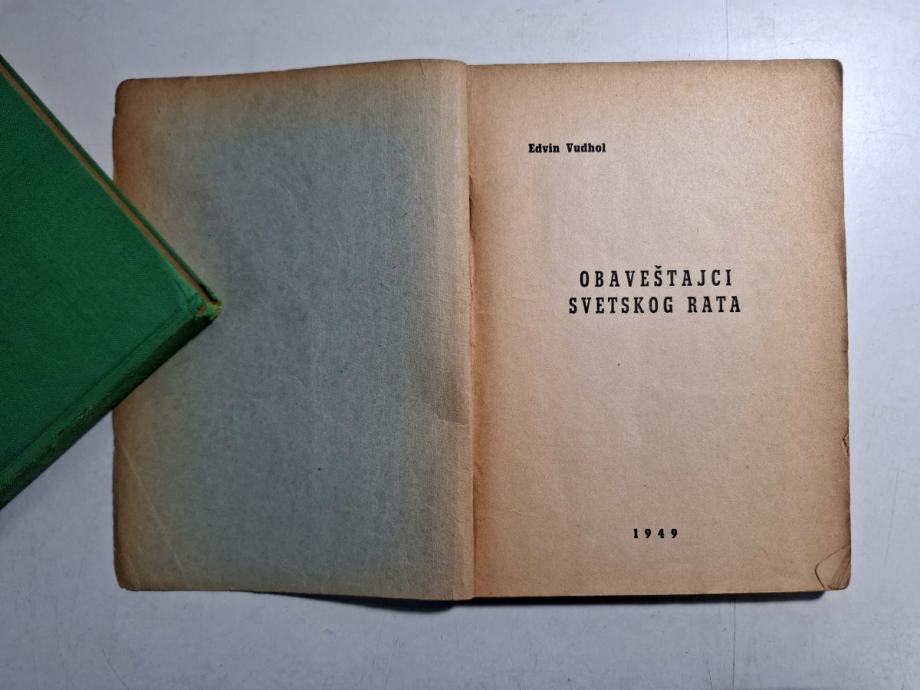 Edvin Vudhol
OBAVEŠTAJCI
SVETSKOG RATA
1949